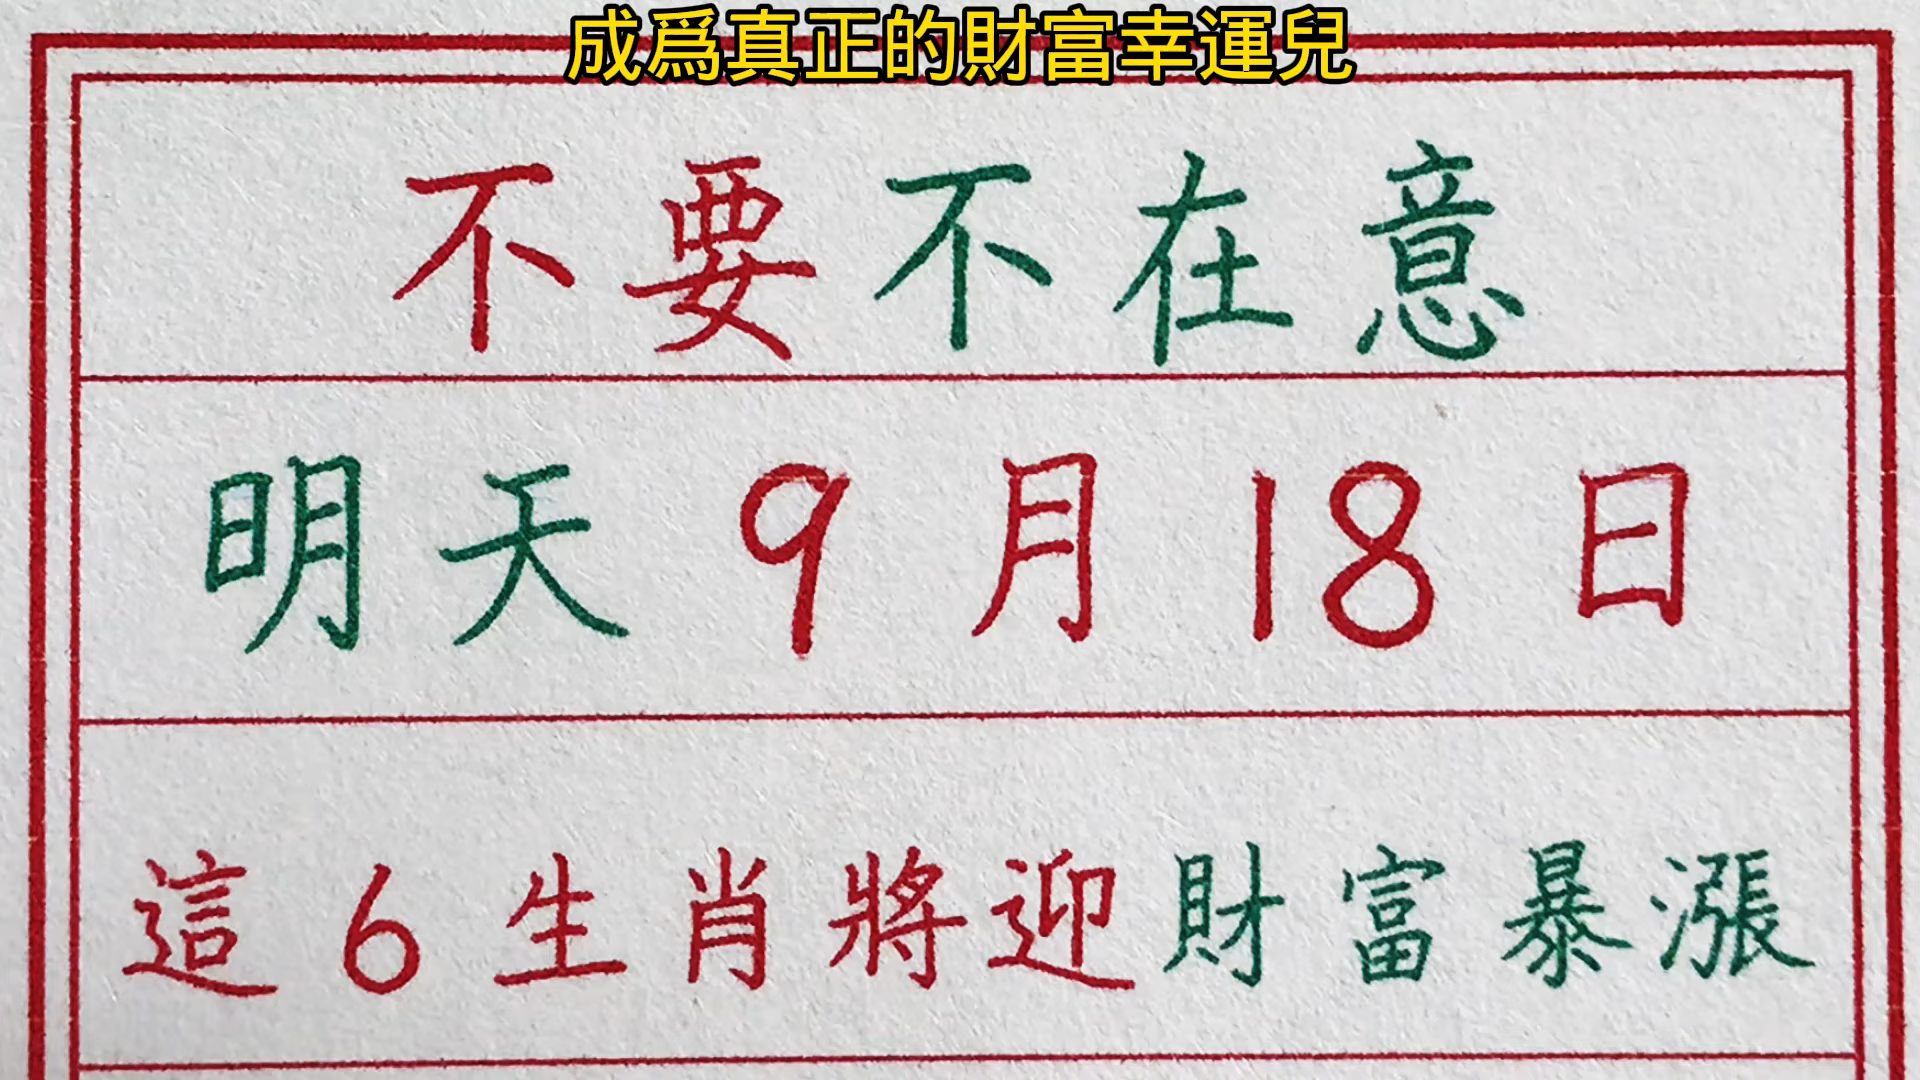 成爲真正的財富幸運兒
不要不在意
明天9月18日
這6生肖將迎財富暴漲